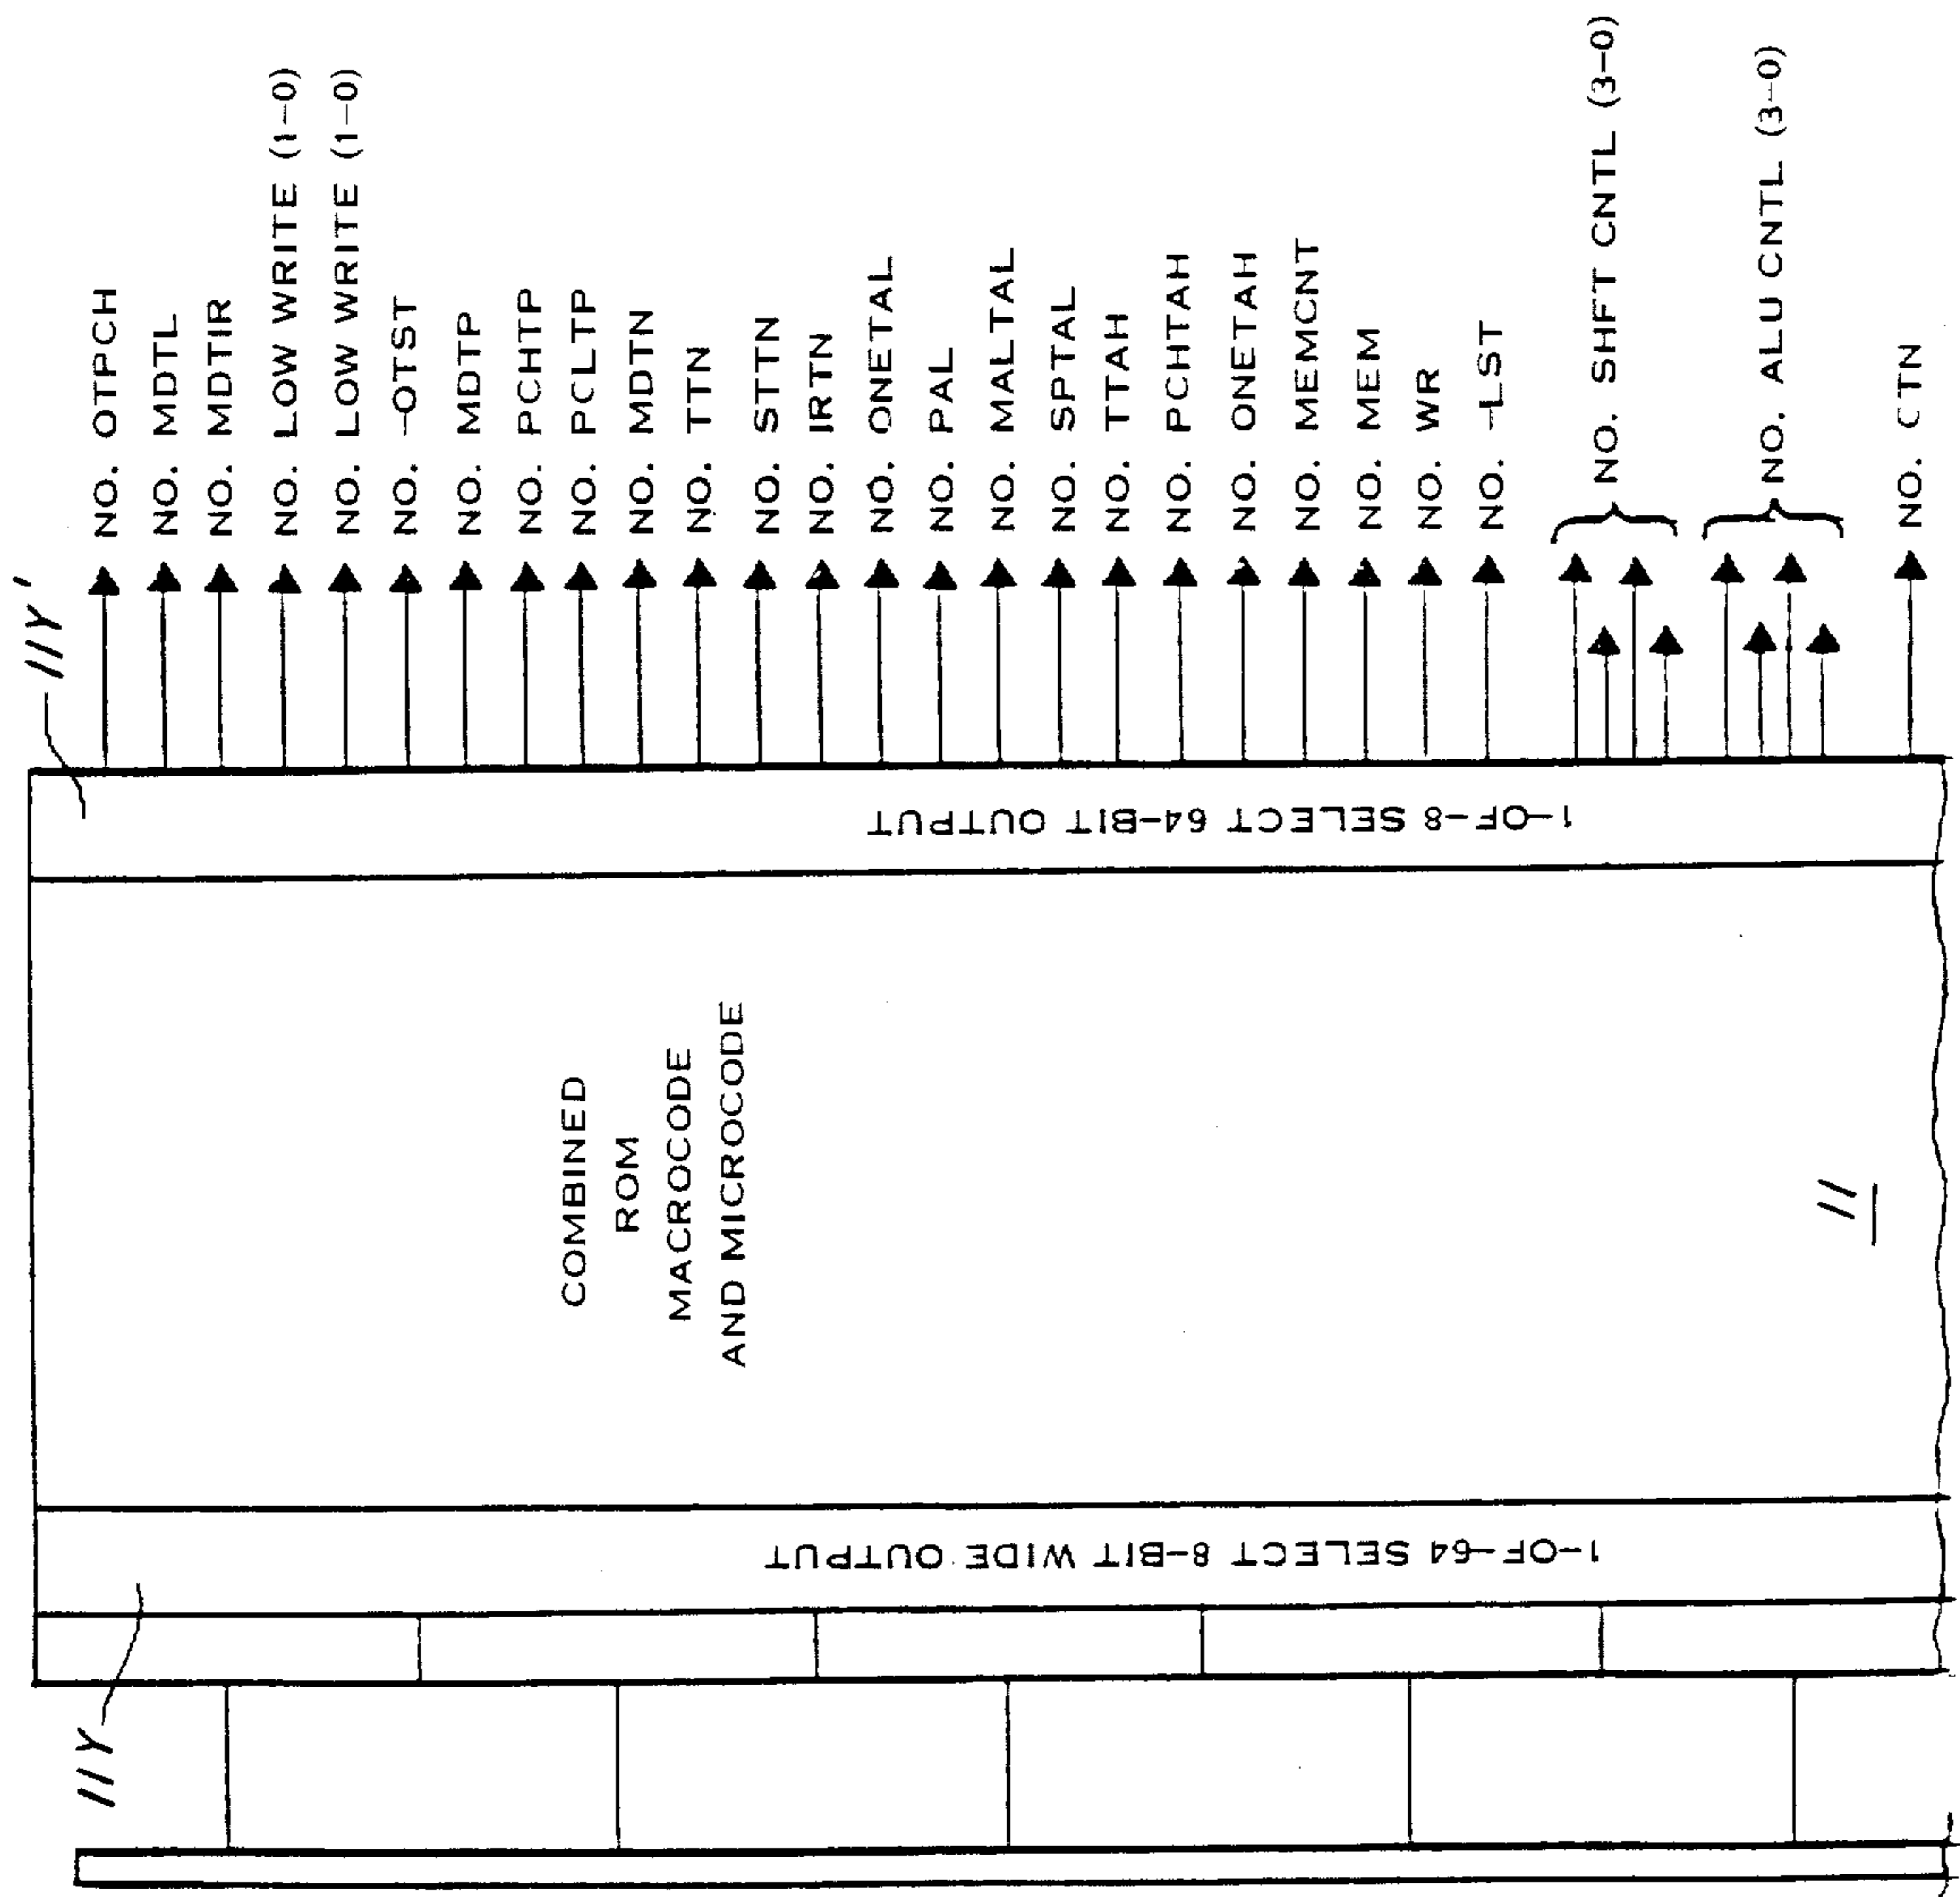 11Y'
NO. OTPCH
NO. MDTL
NO. MDTIR
NO. LOW WRITE (1-0)
NO. LOW WRITE (1-0)
NO. -OTST
NO. MDTP
NO. PCHTP
NO. PCLTP
NO. MDTN
NO. TTN
NO. STTN
NO. IRTN
NO. ONETAL
NO. PAL
NO. MALTAL
NO. SPTAL
NO. TTAH
NO. PCHTAH
NO. ONETAH
NO. MEMCNT
NO. MEM
NO. WR
NO. -LST
NO. SHFT CNTL (3-0)
NO. ALU CNTL (3-0)
NO. CTN
1-OF-8 SELECT 64-BIT OUTPUT
COMBINED
ROM
MACROCODE
AND MICROCODE
11
1-OF-64 SELECT 8-BIT WIDE OUTPUT
11Y